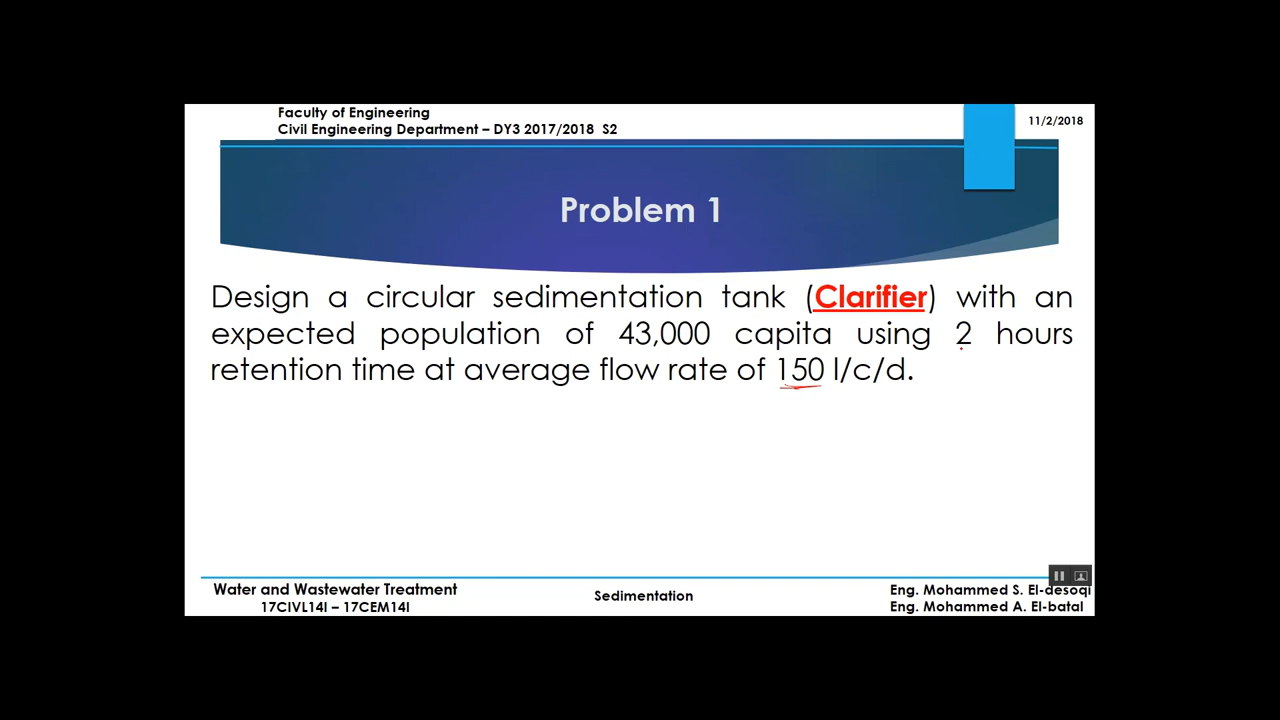 Faculty of Engineering
Civil Engineering Department – DY3 2017/2018 S2
11/2/2018
Problem 1
Design a circular sedimentation tank (Clarifier) with an
expected population of 43,000 capita using 2 hours
retention time at average flow rate of 150 l/c/d.
Water and Wastewater Treatment
17CIVL14I – 17CEM14I
Sedimentation
Eng. Mohammed S. El-desoqi
Eng. Mohammed A. El-batal